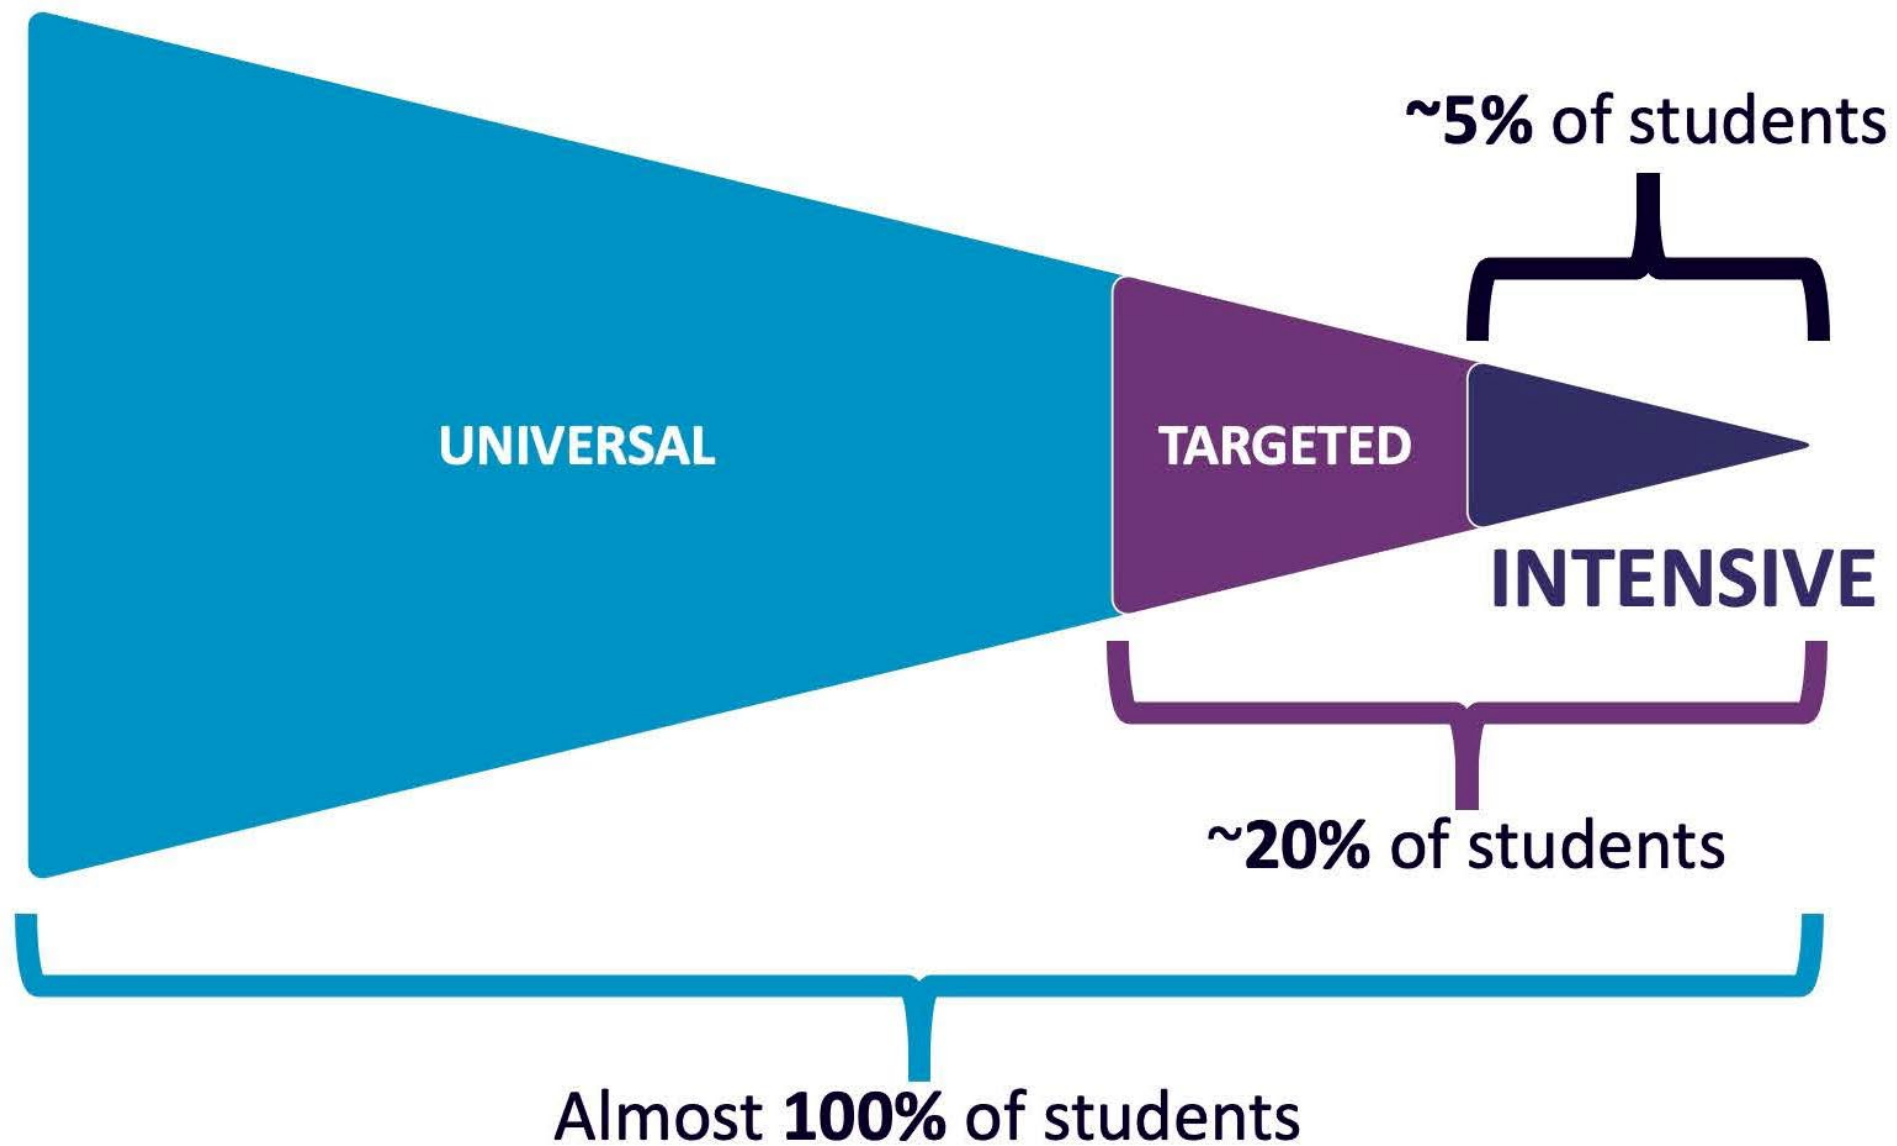 ~5% of students
UNIVERSAL
TARGETED
INTENSIVE
~20% of students
Almost 100% of students